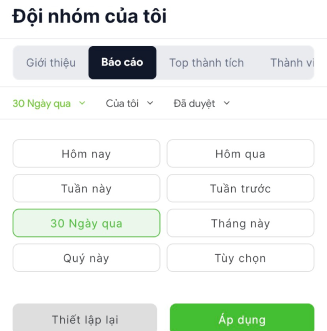 Đội nhóm của tôi
Giới thiệu Báo cáo Top thành tích Thành vi
30 Ngày qua Của tôi Đã duyệt
Hôm nay Hôm qua
Tuần này Tuần trước
30 Ngày qua Tháng này
Quý này Tùy chọn
Thiết lập lại Áp dụng